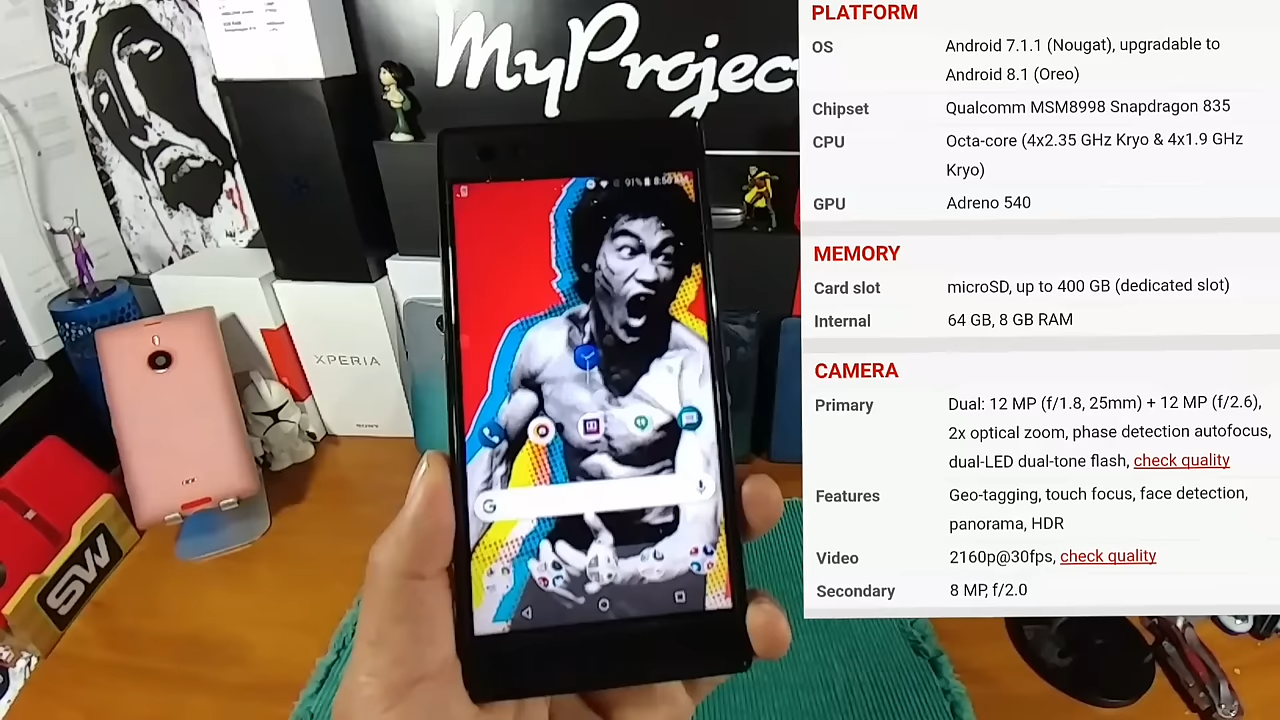 MyProject
91% 8:
XPERIA
SW
G
PLATFORM
OS Android 7.1.1 (Nougat), upgradable to
Android 8.1 (Oreo)
Chipset Qualcomm MSM8998 Snapdragon 835
CPU Octa-core (4x2.35 GHz Kryo & 4x1.9 GHz
Kryo)
GPU Adreno 540
MEMORY
Card slot microSD, up to 400 GB (dedicated slot)
Internal 64 GB, 8 GB RAM
CAMERA
Primary Dual: 12 MP (f/1.8, 25mm) + 12 MP (f/2.6),
2x optical zoom, phase detection autofocus,
dual-LED dual-tone flash, check quality
Features Geo-tagging, touch focus, face detection,
panorama, HDR
Video 2160p@30fps, check quality
Secondary 8 MP, f/2.0